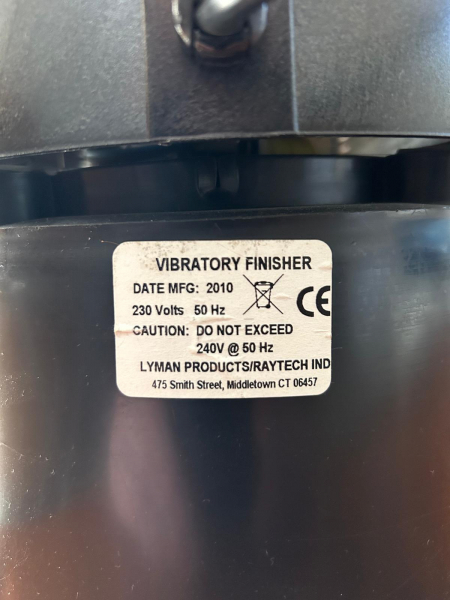 VIBRATORY FINISHER
DATE MFG: 2010
230 Volts 50 Hz
CE
CAUTION: DO NOT EXCEED
240V @ 50 Hz
LYMAN PRODUCTS/RAYTECH IND
475 Smith Street, Middletown CT 06457